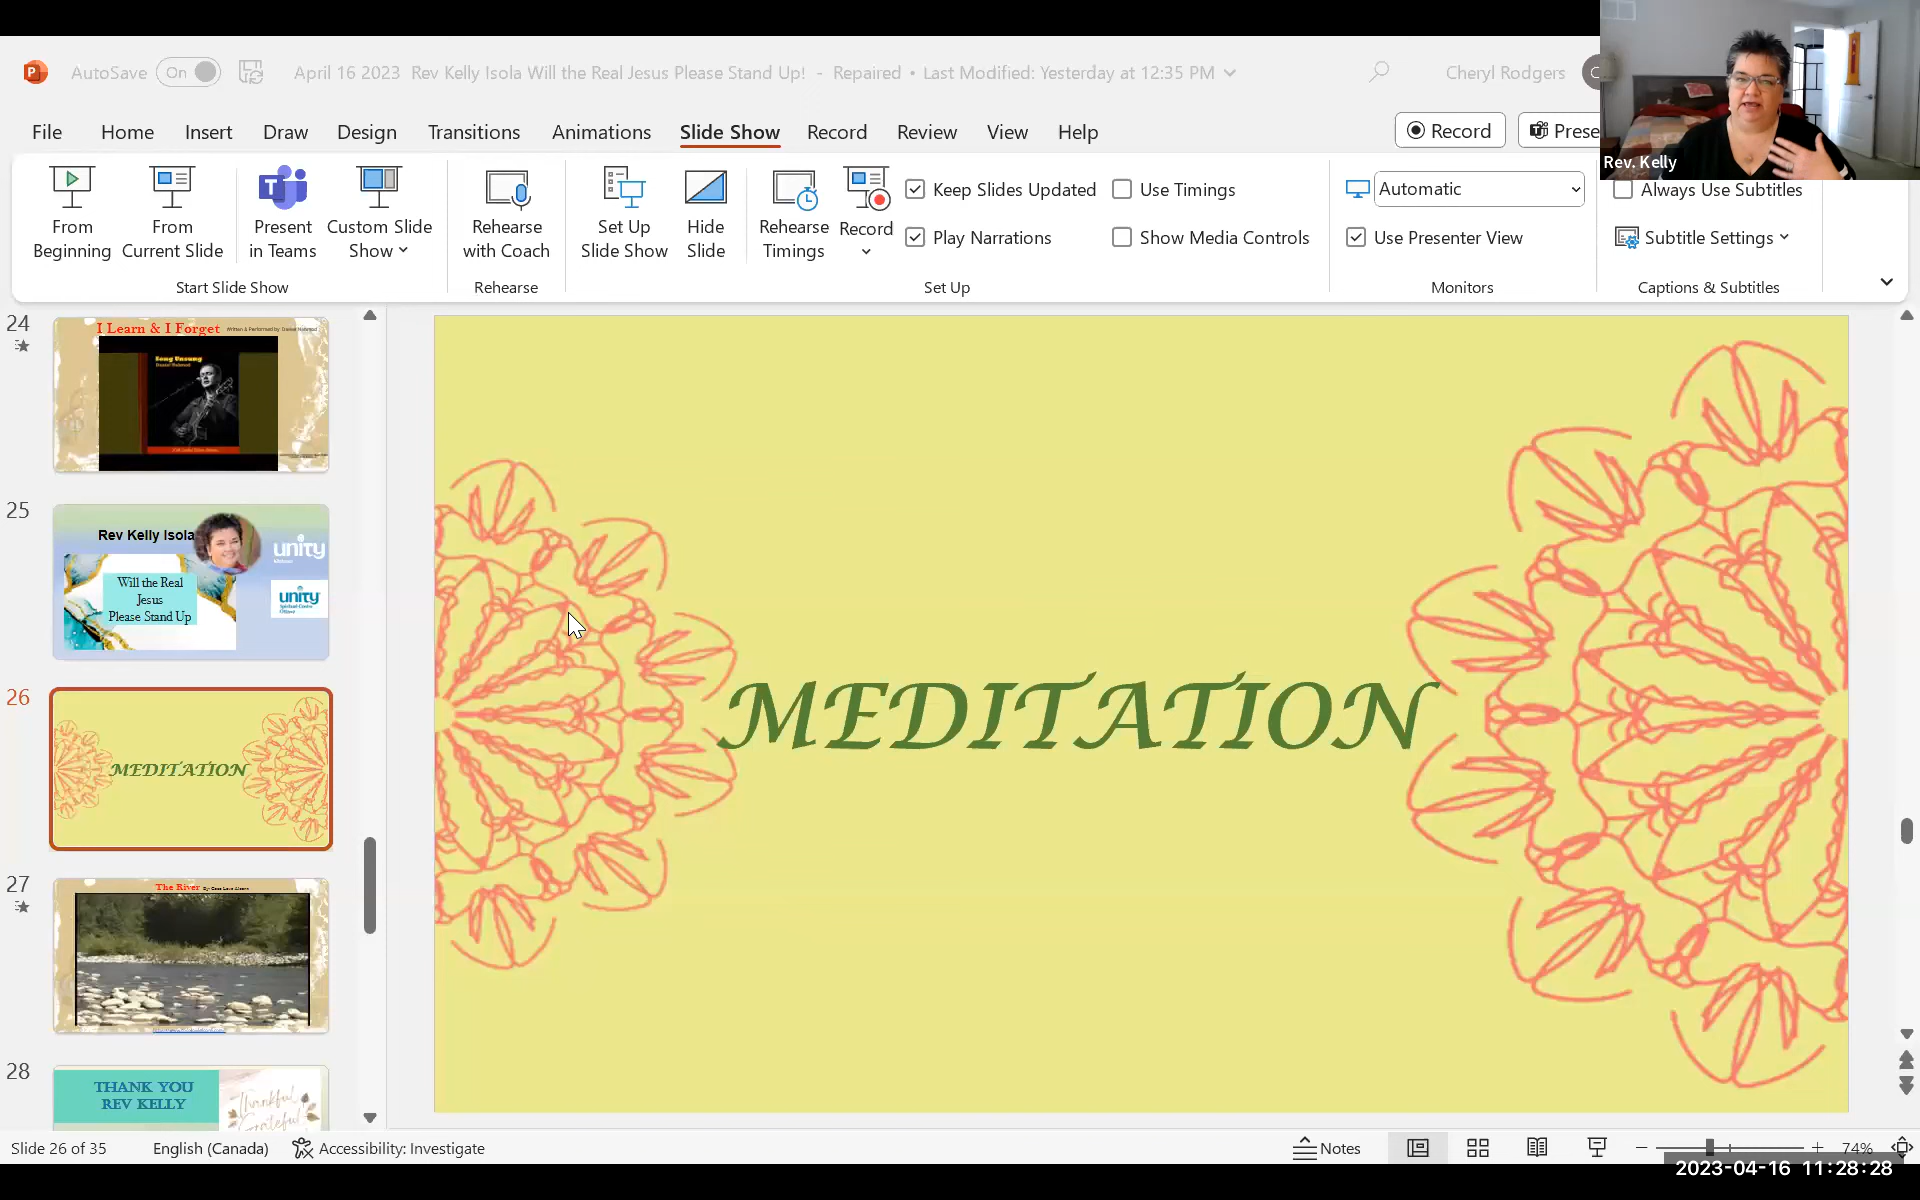 AutoSave On April 16 2023 Rev Kelly Isola Will the Real Jesus Please Stand Up! - Repaired • Last Modified: Yesterday at 12:35 PM Cheryl Rodgers
Rev. Kelly
File Home Insert Draw Design Transitions Animations Slide Show Record Review View Help Record Prese
From Beginning
From Current Slide
Present in Teams
Custom Slide Show
Rehearse with Coach
Set Up Slide Show
Hide Slide
Rehearse Timings
Record
Keep Slides Updated
Use Timings
Play Narrations
Show Media Controls
Automatic
Use Presenter View
Always Use Subtitles
Subtitle Settings
Start Slide Show Rehearse Set Up Monitors Captions & Subtitles
24
I Learn & I Forget
Song Unsung
25
Rev Kelly Isola
unity
Will the Real
Jesus
Please Stand Up
unity
26
MEDITATION
27
The River
28
THANK YOU
REV KELLY
Thankful
Grateful
MEDITATION
Slide 26 of 35 English (Canada) Accessibility: Investigate Notes 74%
2023-04-16 11:28:28